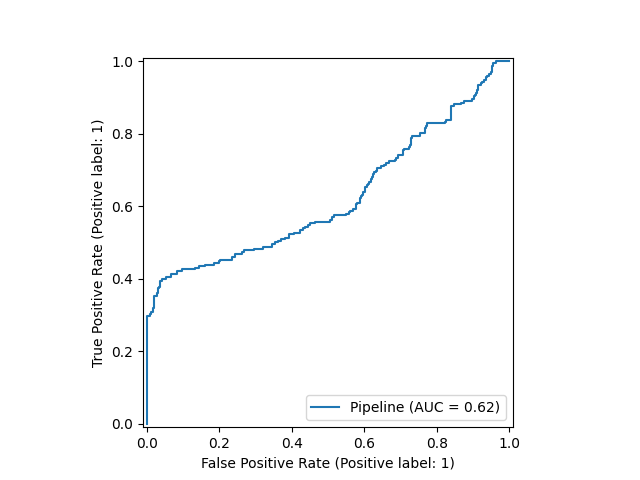 1.0
0.8
0.6
0.4
0.2
0.0
True Positive Rate (Positive label: 1)
Pipeline (AUC = 0.62)
0.0 0.2 0.4 0.6 0.8 1.0
False Positive Rate (Positive label: 1)